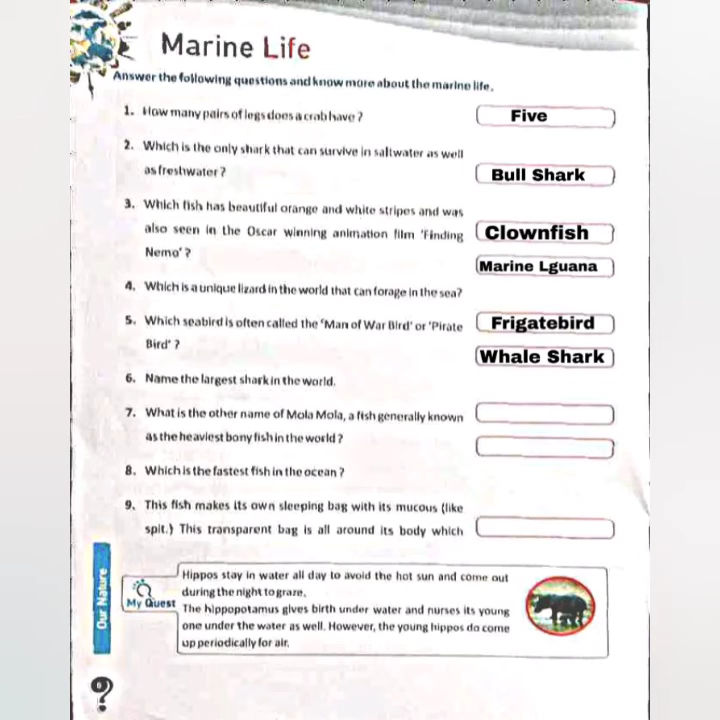 Marine Life
Answer the following questions and know more about the marine life.
1. How many pairs of legs does a crab have ?
Five
2. Which is the only shark that can survive in saltwater as well
as freshwater ?
Bull Shark
3. Which fish has beautiful orange and white stripes and was
also seen in the Oscar winning animation film 'Finding
Nemo' ?
Clownfish
Marine Lguana
4. Which is a unique lizard in the world that can forage in the sea?
5. Which seabird is often called the 'Man of War Bird' or 'Pirate
Bird' ?
Frigatebird
Whale Shark
6. Name the largest shark in the world.
7. What is the other name of Mola Mola, a fish generally known
as the heaviest bony fish in the world ?
8. Which is the fastest fish in the ocean ?
9. This fish makes its own sleeping bag with its mucous (like
spit.) This transparent bag is all around its body which
Our Nature
My Quest
Hippos stay in water all day to avoid the hot sun and come out
during the night to graze.
The hippopotamus gives birth under water and nurses its young
one under the water as well. However, the young hippos do come
up periodically for air.
?